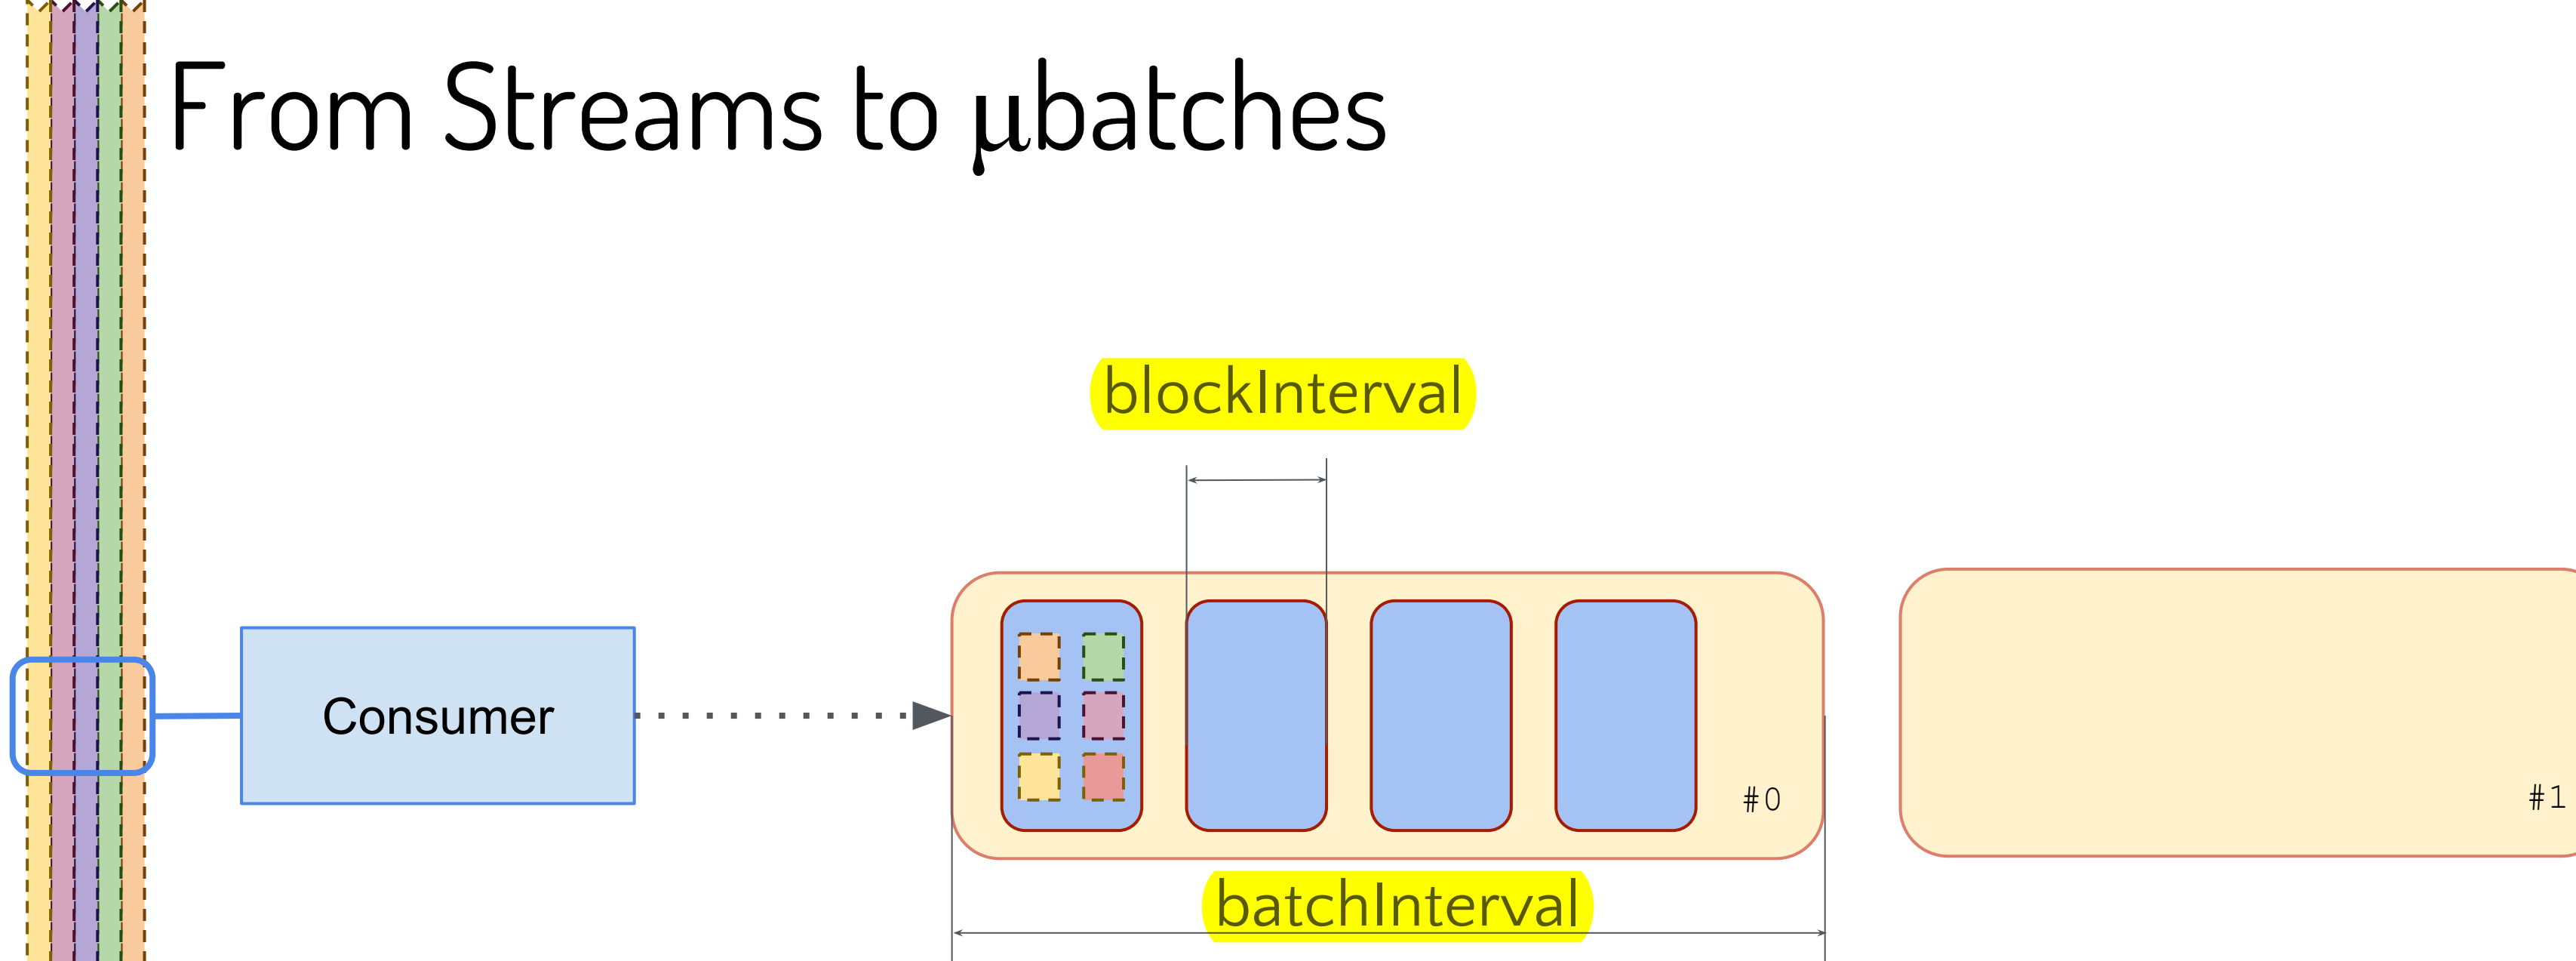 From Streams to μbatches
blockInterval
Consumer
#0
#1
batchInterval